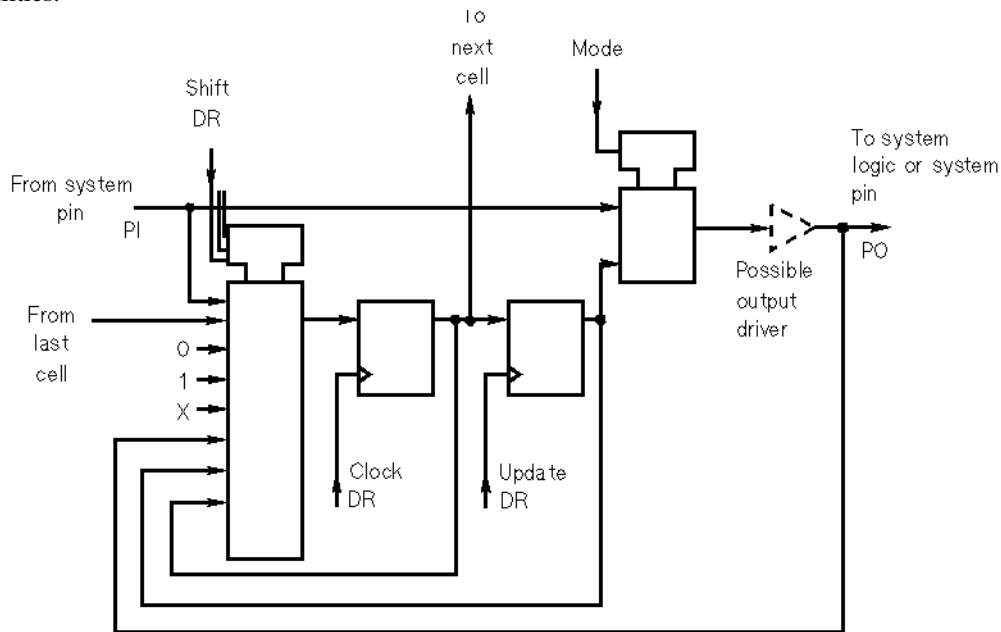 To
next
cell
Mode
Shift
DR
To system
logic or system
pin
From system
pin
PI
PO
Possible
output
driver
From
last
cell
0
1
X
Clock
DR
Update
DR